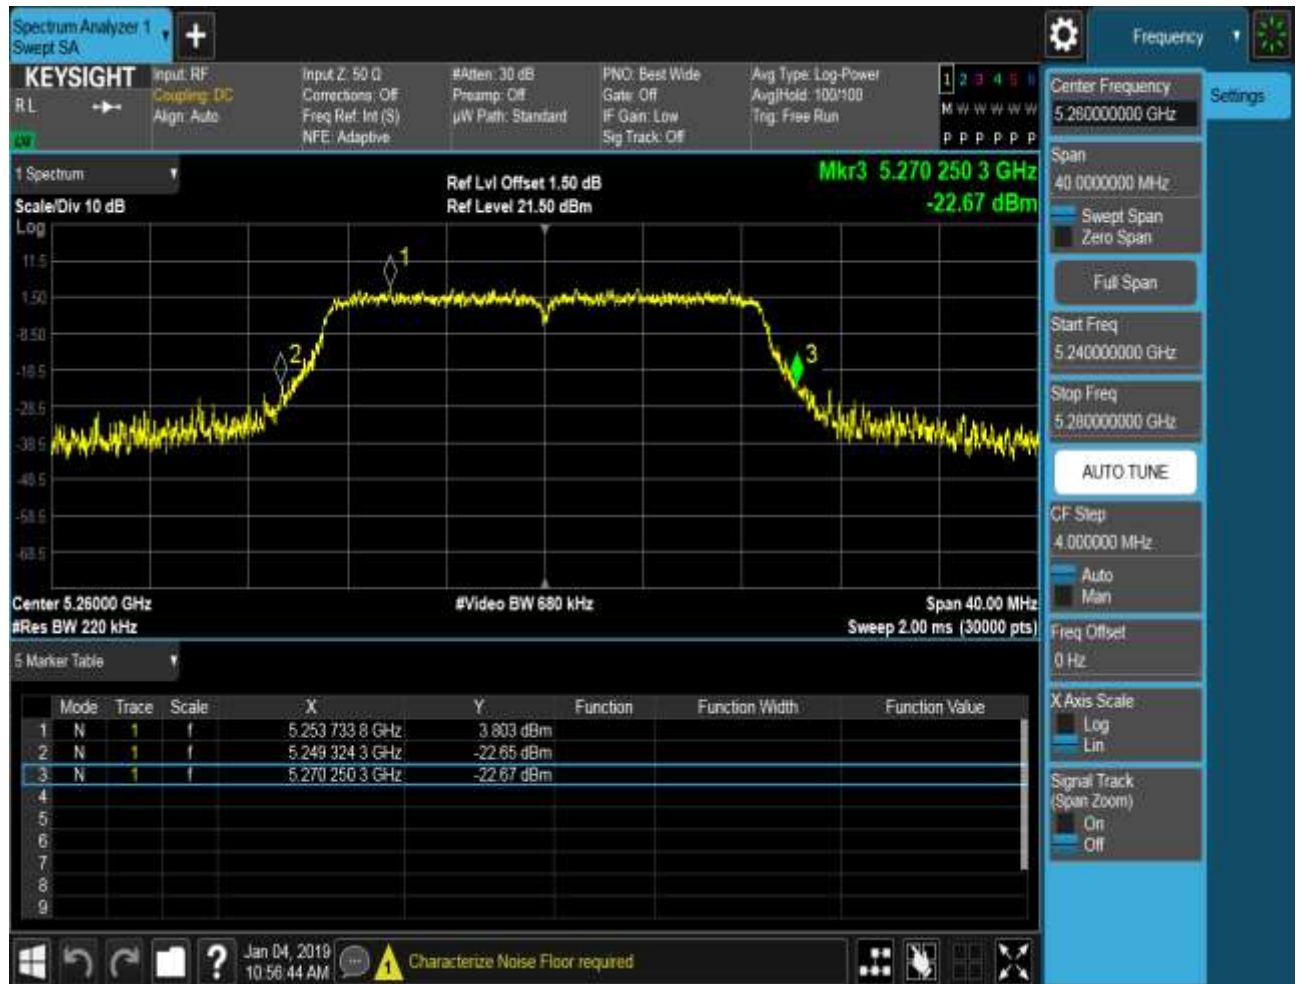 Spectrum Analyzer 1
Swept SA
Frequency
KEYSIGHT
RL
Input: RF
Coupling: DC
Align: Auto
Input Z: 50 Ω
Corrections: Off
Freq Ref: Int (S)
NFE: Adaptive
#Atten: 30 dB
Preamp: Off
µW Path: Standard
PNO: Best Wide
Gate: Off
IF Gain: Low
Sig Track: Off
Avg Type: Log-Power
Avg|Hold: 100/100
Trig: Free Run
1 2 3 4 5 6
M W W W W W
P P P P P P
1 Spectrum
Scale/Div 10 dB
Ref Lvl Offset 1.50 dB
Ref Level 21.50 dBm
Mkr3 5.270 250 3 GHz
-22.67 dBm
Log
11.5
1.50
-8.50
-18.5
-28.5
-38.5
-48.5
-58.5
-68.5
1
2
3
Center 5.26000 GHz
#Res BW 220 kHz
#Video BW 680 kHz
Span 40.00 MHz
Sweep 2.00 ms (30000 pts)
5 Marker Table
Mode Trace Scale X Y Function Function Width Function Value
1 N 1 f 5.253 733 8 GHz 3.803 dBm
2 N 1 f 5.249 324 3 GHz -22.65 dBm
3 N 1 f 5.270 250 3 GHz -22.67 dBm
4
5
6
7
8
9
Center Frequency
5.260000000 GHz
Settings
Span
40.0000000 MHz
Swept Span
Zero Span
Full Span
Start Freq
5.240000000 GHz
Stop Freq
5.280000000 GHz
AUTO TUNE
CF Step
4.000000 MHz
Auto
Man
Freq Offset
0 Hz
X Axis Scale
Log
Lin
Signal Track
(Span Zoom)
On
Off
?
Jan 04, 2019
10:56:44 AM
1
Characterize Noise Floor required